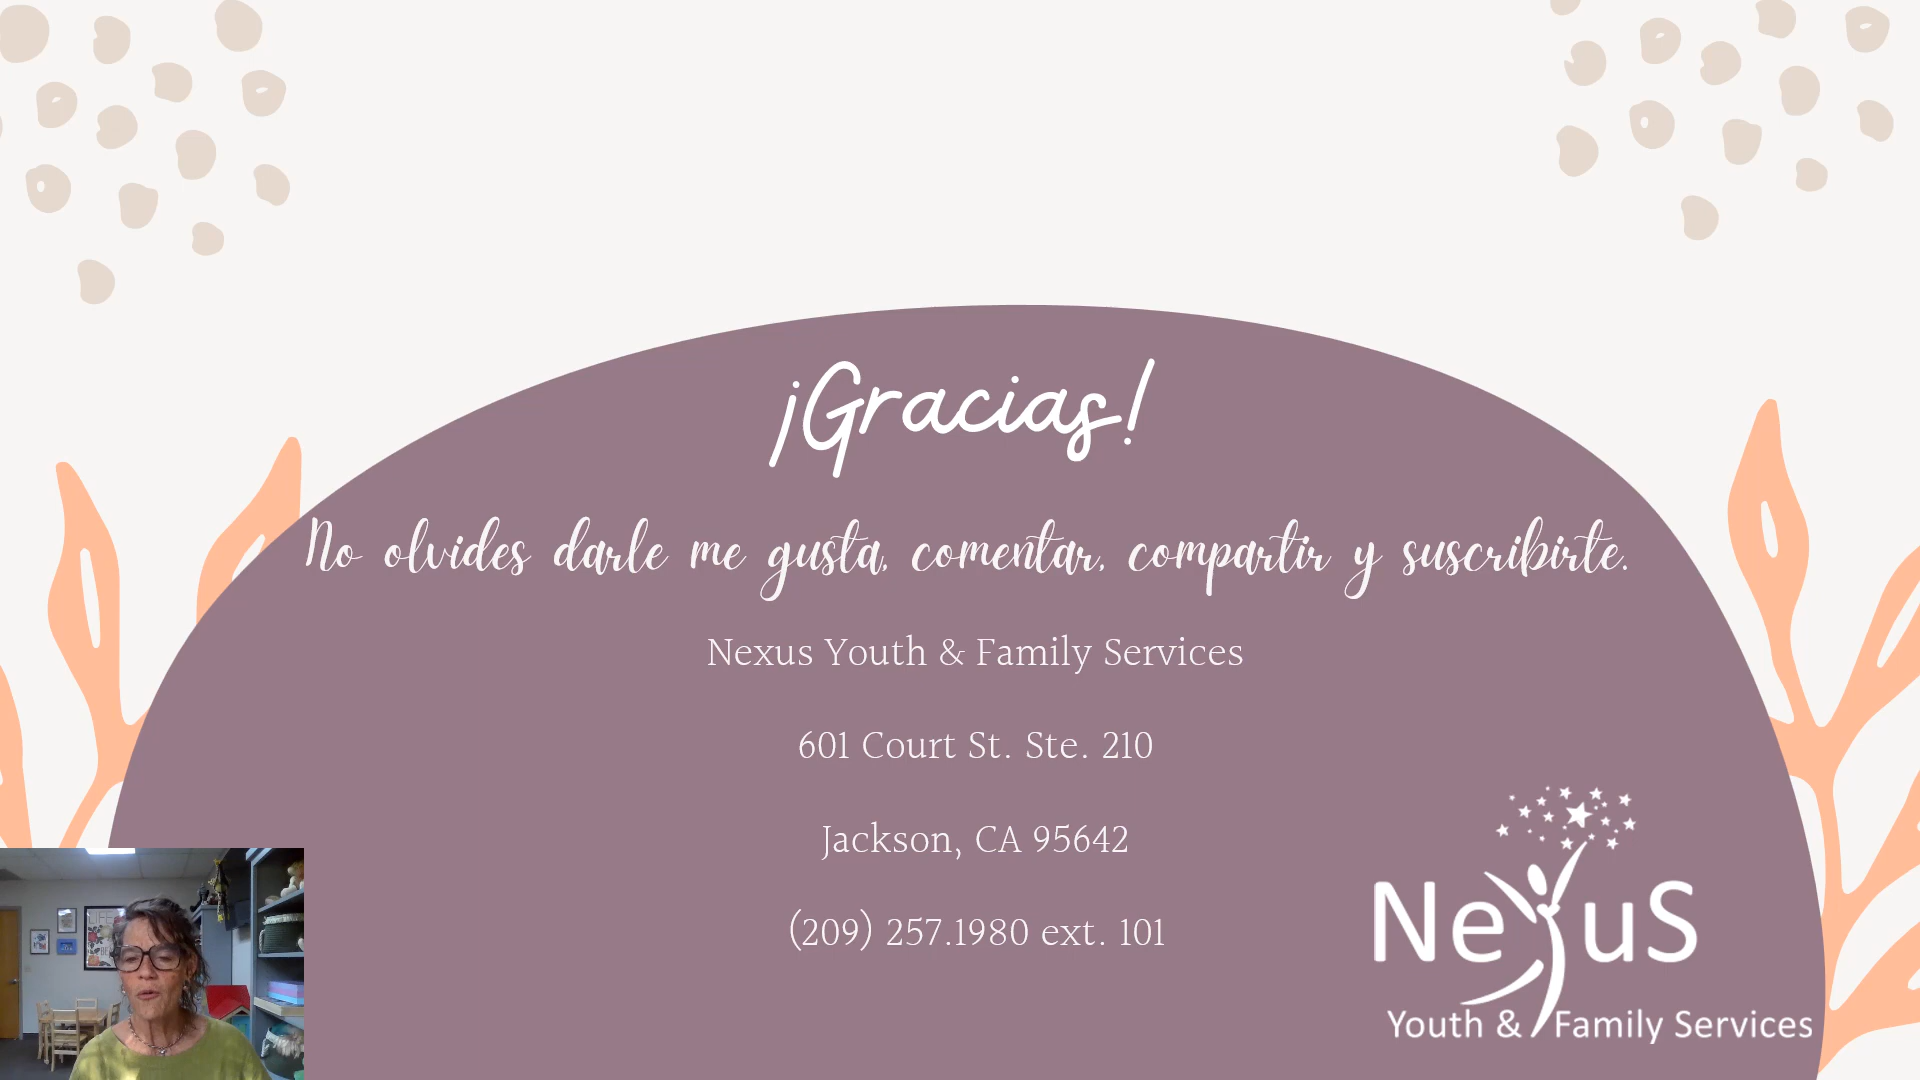 ¡Gracias!
No olvides darle me gusta, comentar, compartir y suscribirte.
Nexus Youth & Family Services
601 Court St. Ste. 210
Jackson, CA 95642
(209) 257.1980 ext. 101
NeXuS
Youth & Family Services